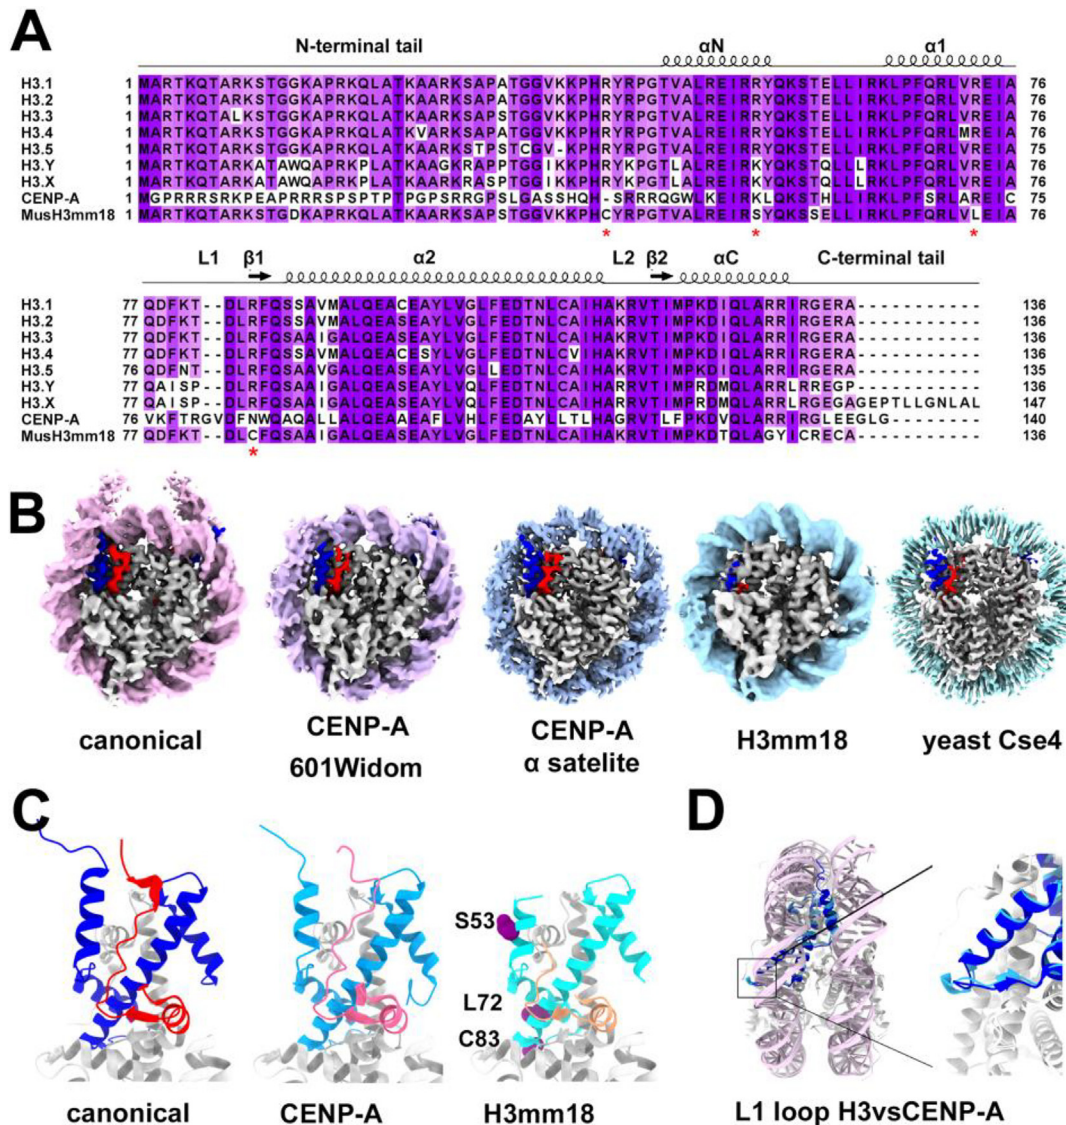 A
N-terminal tail αN α1
H3.1 1 MARTKQTARKSTGGKAPRKQLATKAARKSAPATGGVKKPHRYRPGTVALREIRRYQKSTELLIRKLPFQRLVREIA 76
H3.2 1 MARTKQTARKSTGGKAPRKQLATKAARKSAPATGGVKKPHRYRPGTVALREIRRYQKSTELLIRKLPFQRLVREIA 76
H3.3 1 MARTKQTALKSTGGKAPRKQLATKAARKSAPSTGGVKKPHRYRPGTVALREIRRYQKSTELLIRKLPFQRLVREIA 76
H3.4 1 MARTKQTARKSTGGKAPRKQLATKVARKSAPATGGVKKPHRYRPGTVALREIRRYQKSTELLIRKLPFQRLMREIA 76
H3.5 1 MARTKQTARKSTGGKAPRKQLATKAARKSTPSTCGV-KPHRYRPGTVALREIRRYQKSTELLIRKLPFQRLVREIA 75
H3.Y 1 MARTKQTARKATAWQAPRKPLATKAAGKRAPPTGGIKKPHRYKPGTLALREIRKYQKSTQLLLRKLPFQRLVREIA 76
H3.X 1 MARTKQTARKATAWQAPRKPLATKAARKRASPTGGIKKPHRYKPGTLALREIRKYQKSTHLLLRKLPFQRLVREIA 76
CENP-A 1 MGPRRRSRKPEAPRRRSPSPTPTPGPSRRGPSLGASSHQH-SRRRQGWLKEIRKLQKSTHLLIRKLPFSRLAREIC 75
MusH3mm18 1 MARTKQTARKSTGDKAPRKQLATKAARKSAPSTGGVKKPHCYRPGTVALREIRSYQKSSELLIRKLPFQRLVLEIA 76
* * *
L1 β1 α2 L2 β2 αC C-terminal tail
H3.1 77 QDFKT--DLRFQSSAVMALQEACEAYLVGLFEDTNLCAIHAKRVTIMPKDIQLARRIRGERA----------- 136
H3.2 77 QDFKT--DLRFQSSAVMALQEASEAYLVGLFEDTNLCAIHAKRVTIMPKDIQLARRIRGERA----------- 136
H3.3 77 QDFKT--DLRFQSAAIGALQEASEAYLVGLFEDTNLCAIHAKRVTIMPKDIQLARRIRGERA----------- 136
H3.4 77 QDFKT--DLRFQSSAVMALQEACESYLVGLFEDTNLCVIHAKRVTIMPKDIQLARRIRGERA----------- 136
H3.5 76 QDFNT--DLRFQSAAVGALQEASEAYLVGLLEDTNLCAIHAKRVTIMPKDIQLARRIRGERA----------- 135
H3.Y 77 QAISP--DLRFQSAAIGALQEASEAYLVQLFEDTNLCAIHARRVTIMPRDMQLARRLRREGP----------- 136
H3.X 77 QAISP--DLRFQSAAIGALQEASEAYLVQLFEDTNLCAIHARRVTIMPRDMQLARRLRGEGAGEPTLLGNLAL 147
CENP-A 76 VKFTRGVDFNWQAQALLALQEAAEAFLVHLFEDAYLLTLHAGRVTLFPKDVQLARRIRGLEEGLG-------- 140
MusH3mm18 77 QDFKT--DLCFQSAAIGALQEASEAYLVGLFEDTNLCAIHAKRVTIMPKDTQLAGYICRECA----------- 136
*
B
canonical
CENP-A
601Widom
CENP-A
α satelite
H3mm18
yeast Cse4
C
S53
L72
C83
canonical
CENP-A
H3mm18
D
L1 loop H3vsCENP-A